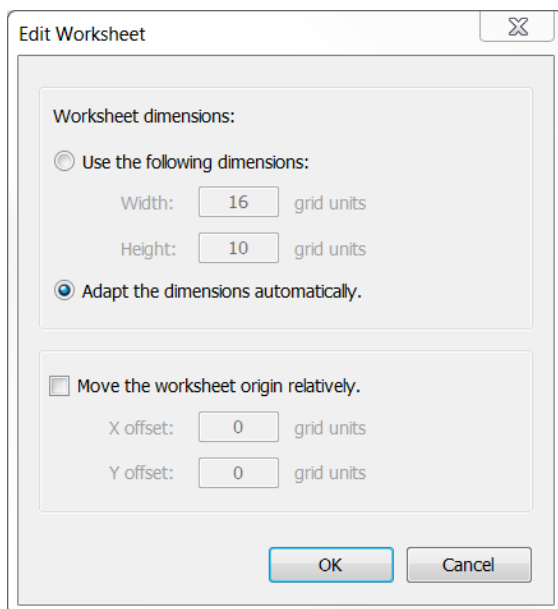 Edit Worksheet
Worksheet dimensions:
Use the following dimensions:
Width: 16 grid units
Height: 10 grid units
Adapt the dimensions automatically.
Move the worksheet origin relatively.
X offset: 0 grid units
Y offset: 0 grid units
OK Cancel